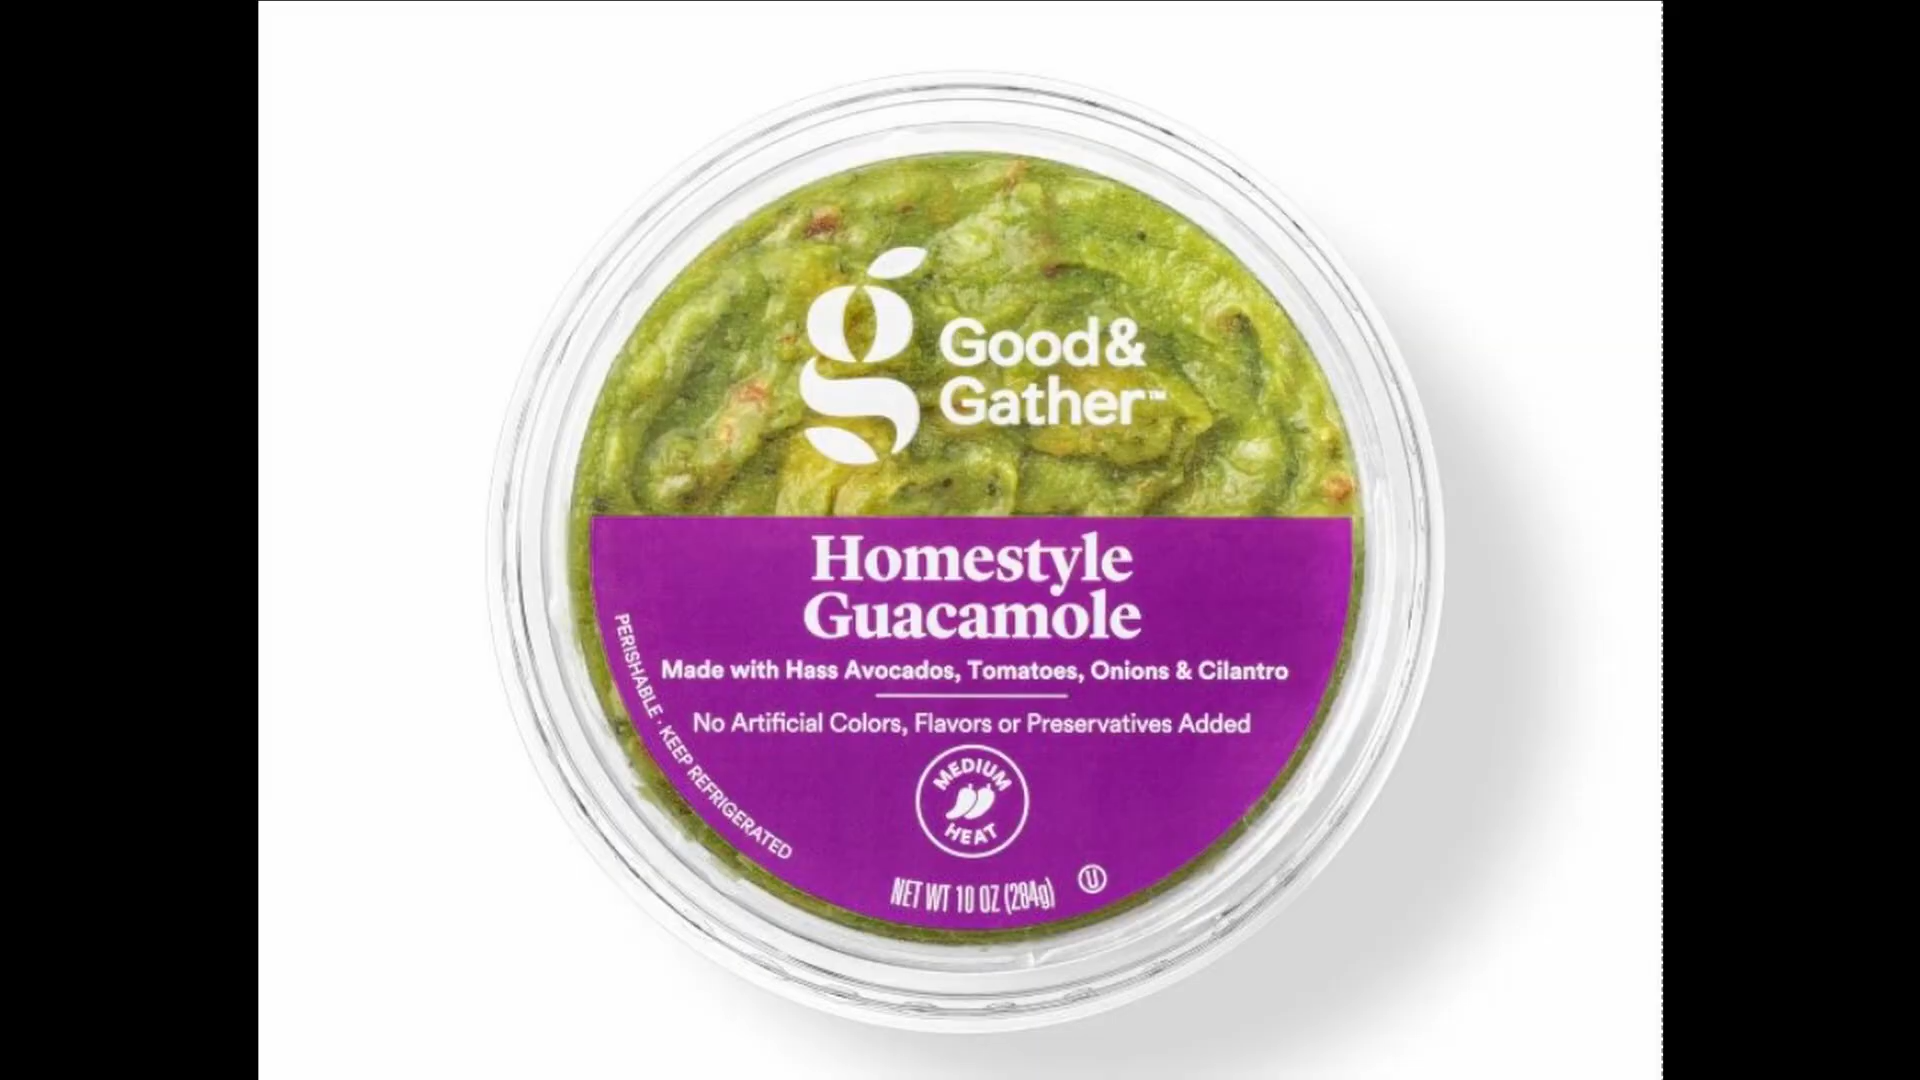 Good&
Gather™
Homestyle
Guacamole
Made with Hass Avocados, Tomatoes, Onions & Cilantro
No Artificial Colors, Flavors or Preservatives Added
PERISHABLE · KEEP REFRIGERATED
MEDIUM
HEAT
NET WT 10 OZ (284g)
U